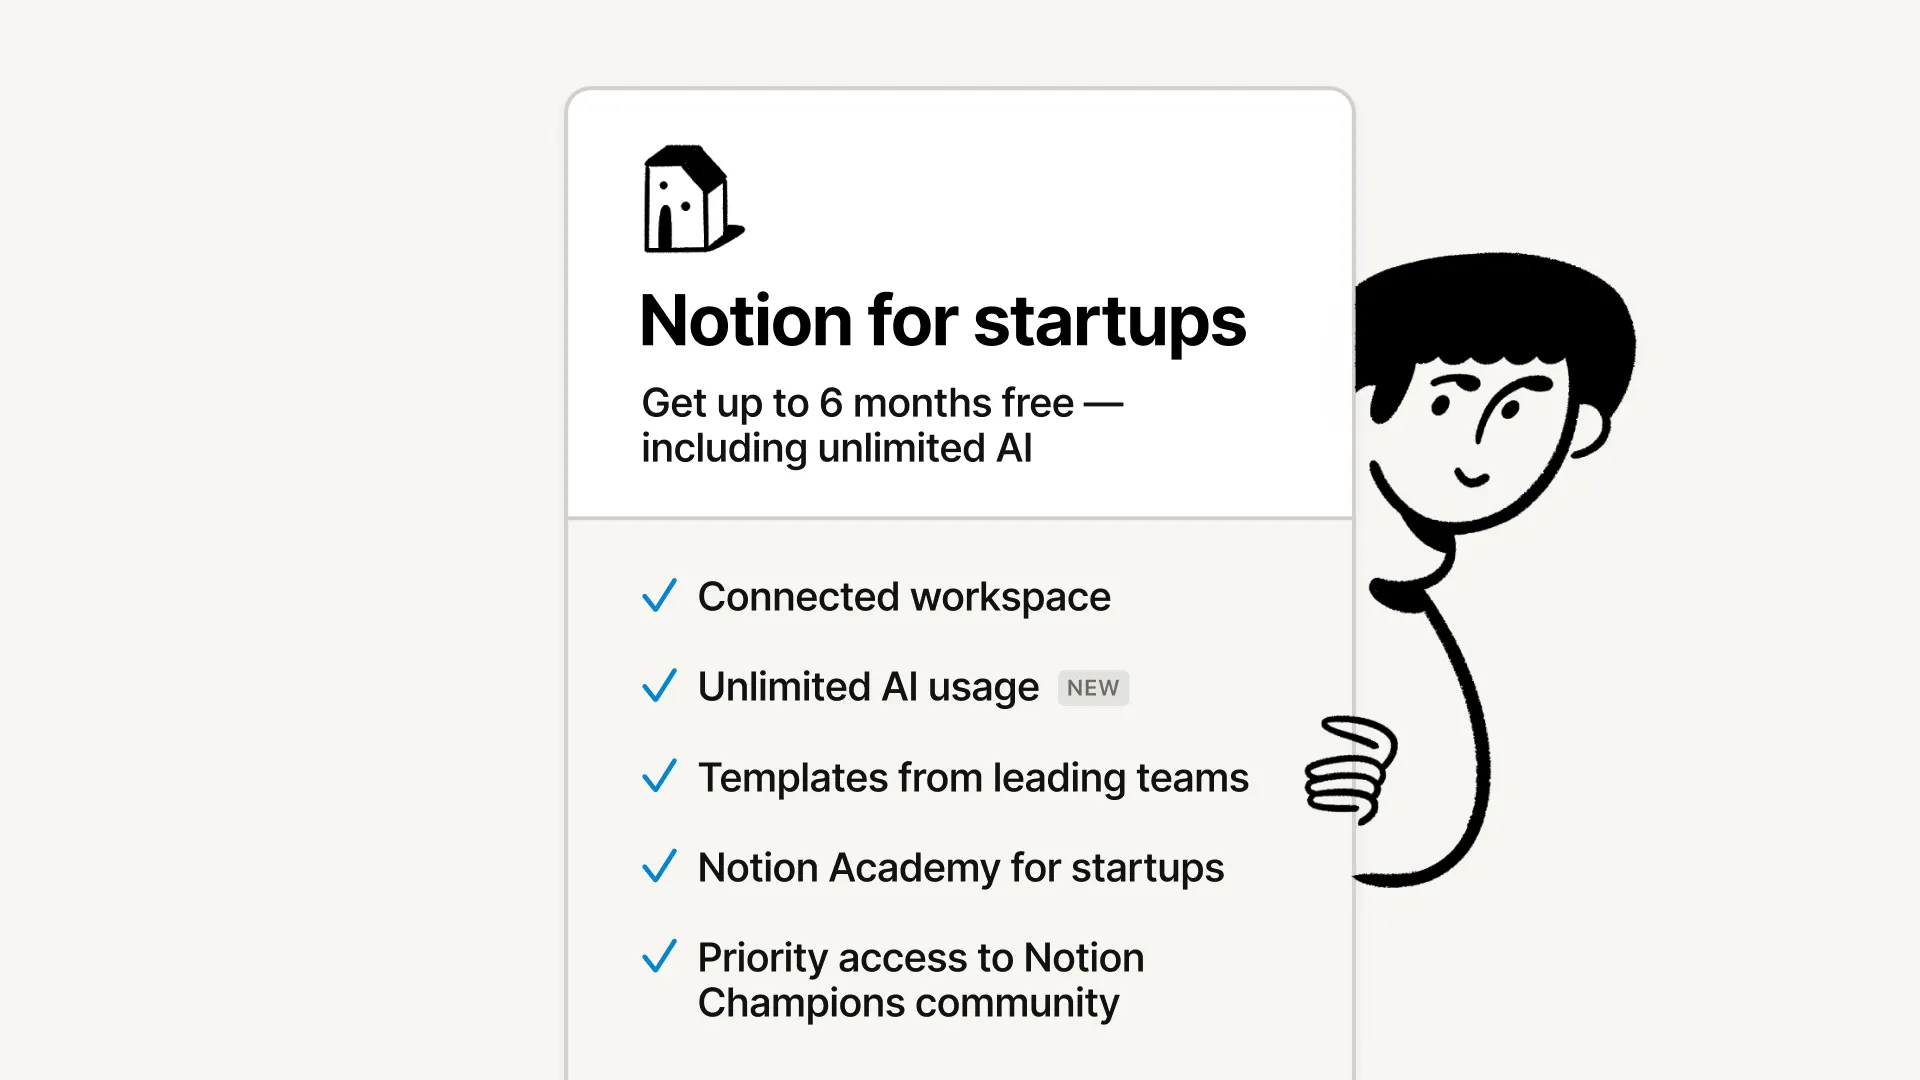 Notion for startups
Get up to 6 months free —
including unlimited AI
Connected workspace
Unlimited AI usage NEW
Templates from leading teams
Notion Academy for startups
Priority access to Notion
Champions community